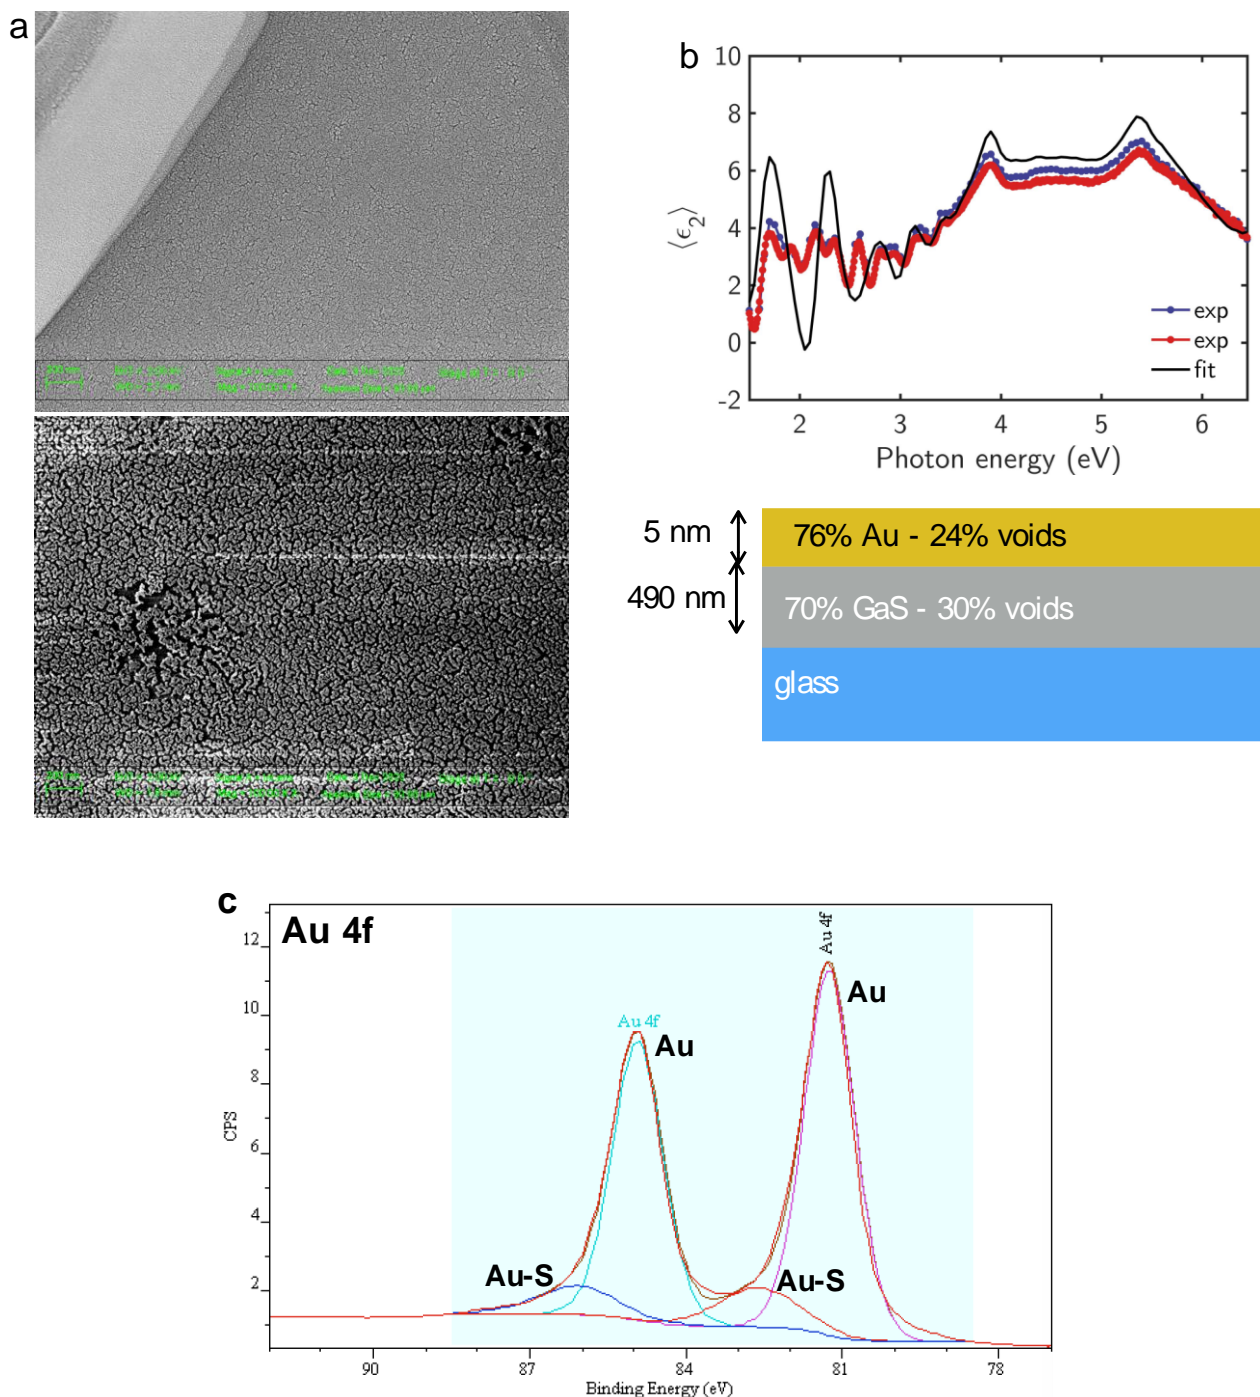 a
b
10
8
6
4
2
0
-2
⟨ϵ2⟩
exp
exp
fit
2 3 4 5 6
Photon energy (eV)
5 nm
76% Au - 24% voids
490 nm
70% GaS - 30% voids
glass
c
Au 4f
Au 4f
Au
Au 4f
Au
Au-S
Au-S
12
10
8
6
4
2
CPS
90 87 84 81 78
Binding Energy (eV)